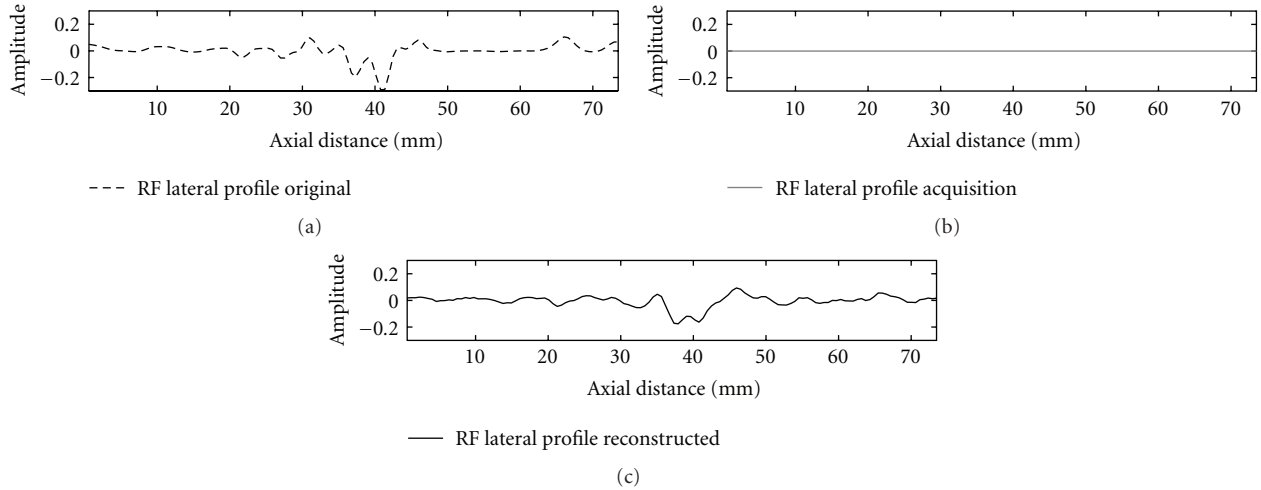 Amplitude
0.2
0
−0.2
10 20 30 40 50 60 70
Axial distance (mm)
RF lateral profile original
(a)
Amplitude
0.2
0
−0.2
10 20 30 40 50 60 70
Axial distance (mm)
RF lateral profile acquisition
(b)
Amplitude
0.2
0
−0.2
10 20 30 40 50 60 70
Axial distance (mm)
RF lateral profile reconstructed
(c)